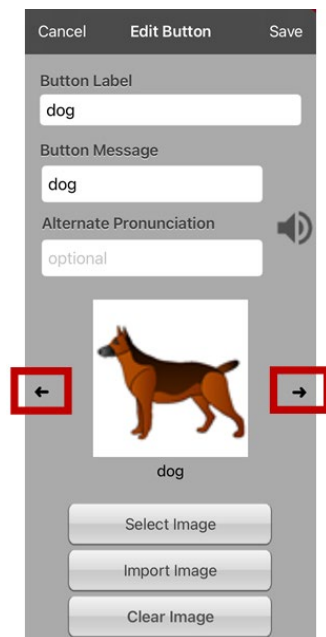 Cancel Edit Button Save
Button Label
dog
Button Message
dog
Alternate Pronunciation
optional
dog
Select Image
Import Image
Clear Image